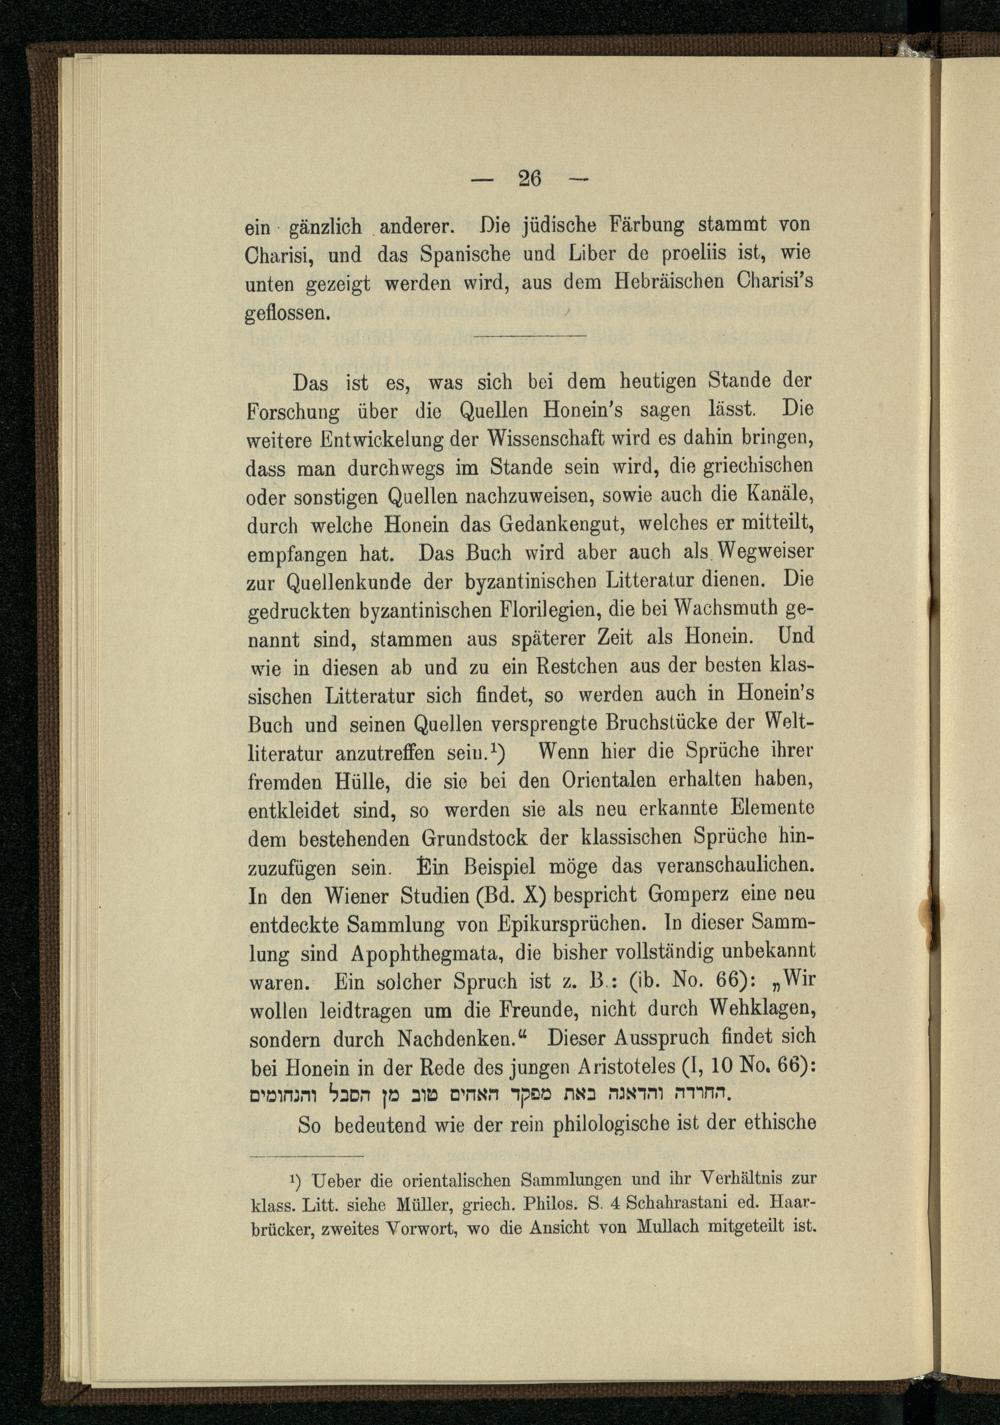 — 26 —
ein gänzlich anderer. Die jüdische Färbung stammt von
Charisi, und das Spanische und Liber de proeliis ist, wie
unten gezeigt werden wird, aus dem Hebräischen Charisi's
geflossen.
Das ist es, was sich bei dem heutigen Stande der
Forschung über die Quellen Honein's sagen lässt. Die
weitere Entwickelung der Wissenschaft wird es dahin bringen,
dass man durchwegs im Stande sein wird, die griechischen
oder sonstigen Quellen nachzuweisen, sowie auch die Kanäle,
durch welche Honein das Gedankengut, welches er mitteilt,
empfangen hat. Das Buch wird aber auch als Wegweiser
zur Quellenkunde der byzantinischen Litteratur dienen. Die
gedruckten byzantinischen Florilegien, die bei Wachsmuth ge-
nannt sind, stammen aus späterer Zeit als Honein. Und
wie in diesen ab und zu ein Restchen aus der besten klas-
sischen Litteratur sich findet, so werden auch in Honein's
Buch und seinen Quellen versprengte Bruchstücke der Welt-
literatur anzutreffen sein.¹) Wenn hier die Sprüche ihrer
fremden Hülle, die sie bei den Orientalen erhalten haben,
entkleidet sind, so werden sie als neu erkannte Elemente
dem bestehenden Grundstock der klassischen Sprüche hin-
zuzufügen sein. Ein Beispiel möge das veranschaulichen.
In den Wiener Studien (Bd. X) bespricht Gomperz eine neu
entdeckte Sammlung von Epikursprüchen. In dieser Samm-
lung sind Apophthegmata, die bisher vollständig unbekannt
waren. Ein solcher Spruch ist z. B.: (ib. No. 66): „Wir
wollen leidtragen um die Freunde, nicht durch Wehklagen,
sondern durch Nachdenken.“ Dieser Ausspruch findet sich
bei Honein in der Rede des jungen Aristoteles (I, 10 No. 66):
החרדה והדאגה באת מפקד האהים טוב מן הסבל והנהומים.
So bedeutend wie der rein philologische ist der ethische
¹) Ueber die orientalischen Sammlungen und ihr Verhältnis zur
klass. Litt. siehe Müller, griech. Philos. S. 4 Schahrastani ed. Haar-
brücker, zweites Vorwort, wo die Ansicht von Mullach mitgeteilt ist.